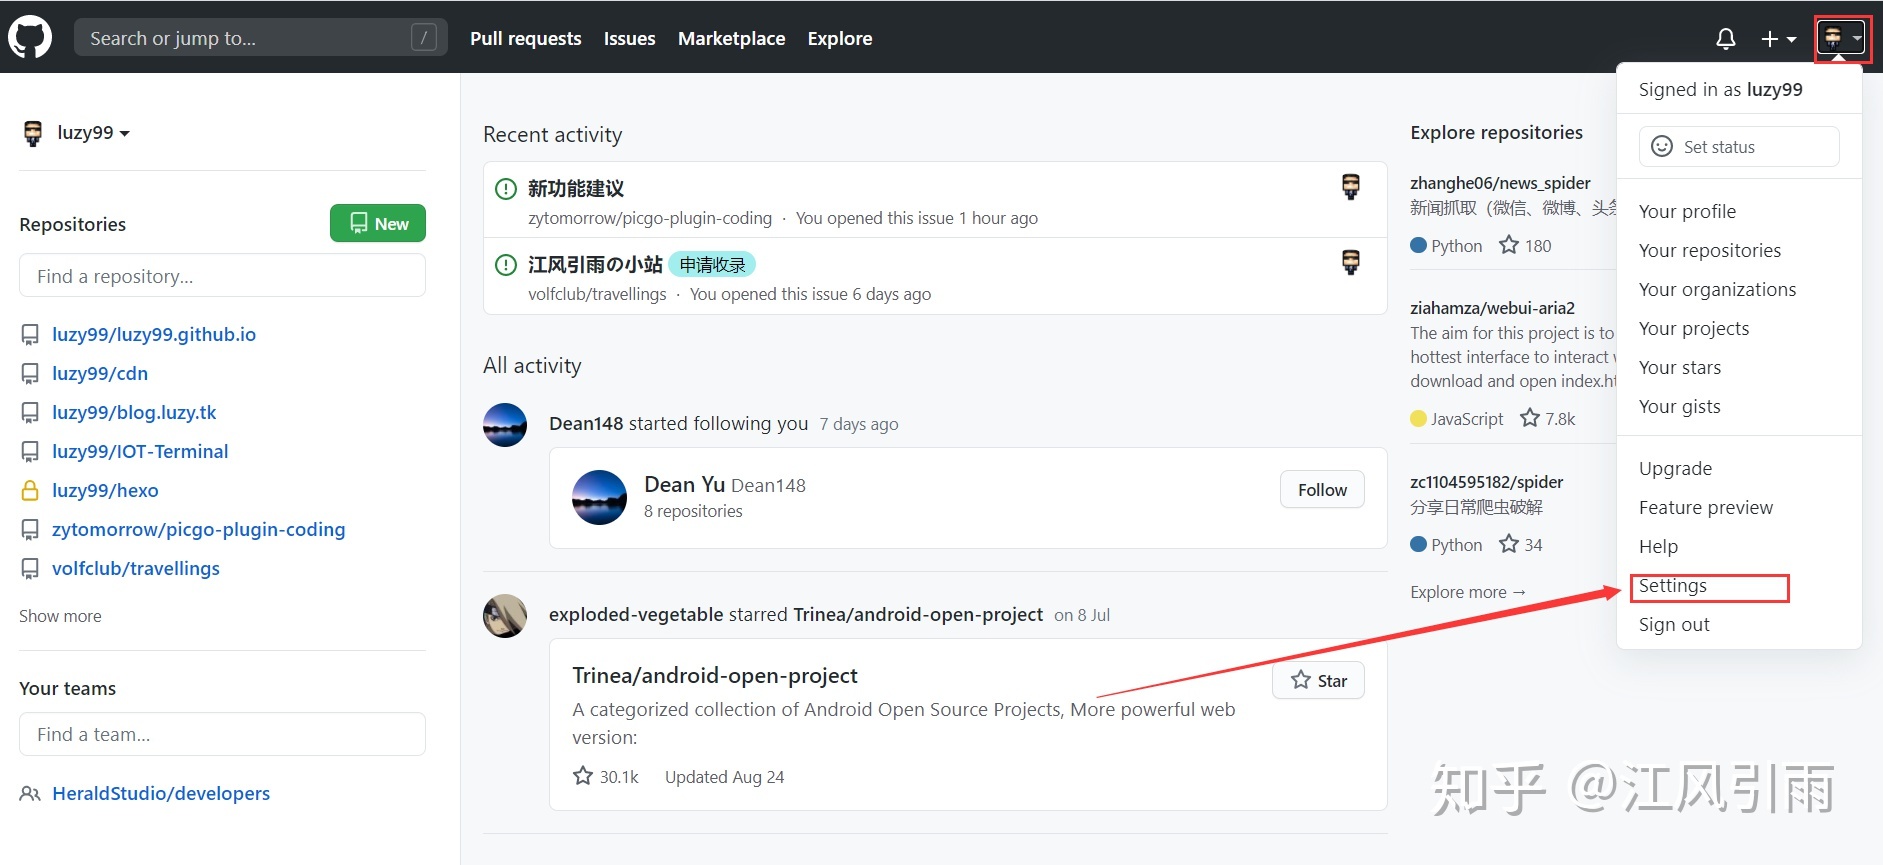 Search or jump to... /
Pull requests Issues Marketplace Explore
luzy99
Repositories
New
Find a repository...
luzy99/luzy99.github.io
luzy99/cdn
luzy99/blog.luzy.tk
luzy99/IOT-Terminal
luzy99/hexo
zytomorrow/picgo-plugin-coding
volfclub/travellings
Show more
Your teams
Find a team...
HeraldStudio/developers
Recent activity
新功能建议
zytomorrow/picgo-plugin-coding · You opened this issue 1 hour ago
江风引雨の小站 申请收录
volfclub/travellings · You opened this issue 6 days ago
All activity
Dean148 started following you 7 days ago
Dean Yu Dean148
8 repositories
Follow
exploded-vegetable starred Trinea/android-open-project on 8 Jul
Trinea/android-open-project
Star
A categorized collection of Android Open Source Projects, More powerful web
version:
30.1k Updated Aug 24
Explore repositories
zhanghe06/news_spider
新闻抓取（微信、微博、头条
Python 180
ziahamza/webui-aria2
The aim for this project is to
hottest interface to interact
download and open index.ht
JavaScript 7.8k
zc1104595182/spider
分享日常爬虫破解
Python 34
Explore more →
Signed in as luzy99
Set status
Your profile
Your repositories
Your organizations
Your projects
Your stars
Your gists
Upgrade
Feature preview
Help
Settings
Sign out
知乎 @江风引雨